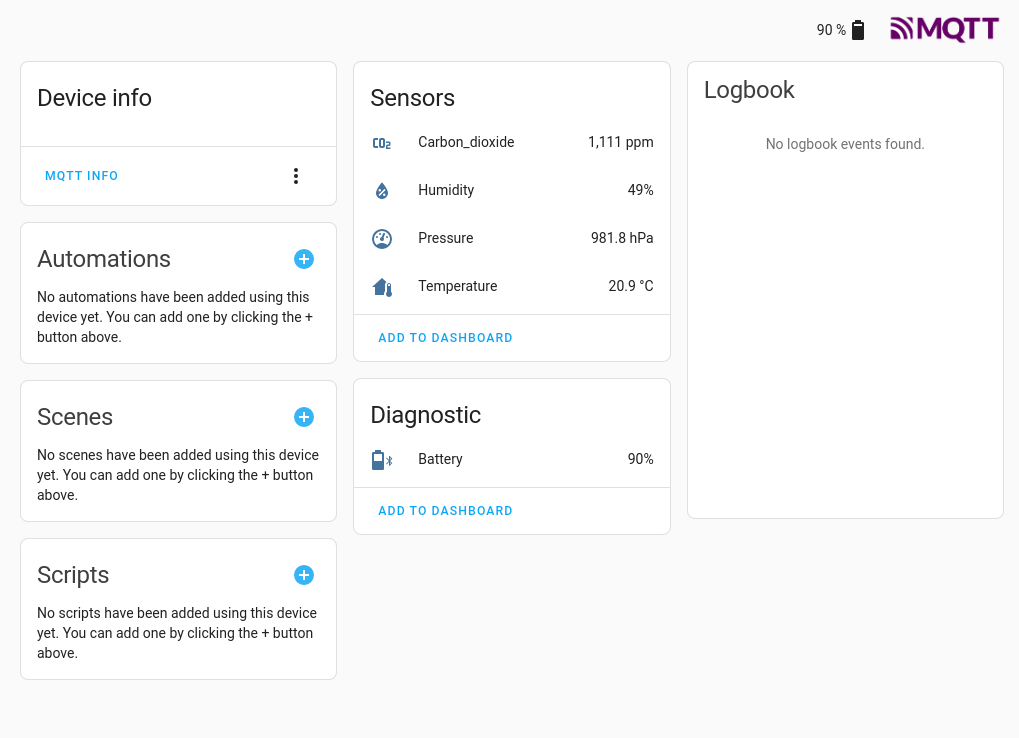 90 %
MQTT
Device info
MQTT INFO
Automations
No automations have been added using this
device yet. You can add one by clicking the +
button above.
Scenes
No scenes have been added using this device
yet. You can add one by clicking the + button
above.
Scripts
No scripts have been added using this device
yet. You can add one by clicking the + button
above.
Sensors
CO2 Carbon_dioxide 1,111 ppm
Humidity 49%
Pressure 981.8 hPa
Temperature 20.9 °C
ADD TO DASHBOARD
Diagnostic
Battery 90%
ADD TO DASHBOARD
Logbook
No logbook events found.